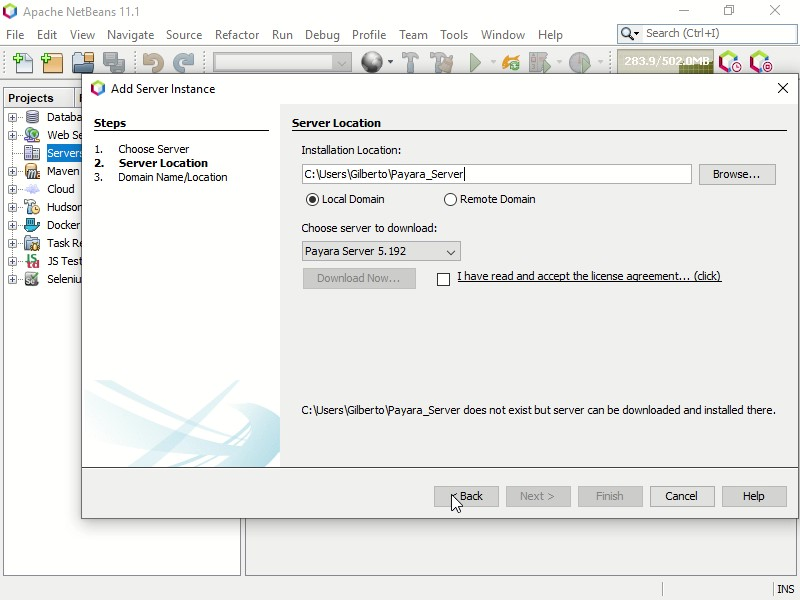 Apache NetBeans 11.1
File Edit View Navigate Source Refactor Run Debug Profile Team Tools Window Help
Search (Ctrl+I)
283.9/502.0MB
Projects
Add Server Instance
Steps
1. Choose Server
2. Server Location
3. Domain Name/Location
Server Location
Installation Location:
C:\Users\Gilberto\Payara_Server
Browse...
Local Domain
Remote Domain
Choose server to download:
Payara Server 5.192
Download Now...
I have read and accept the license agreement... (click)
C:\Users\Gilberto\Payara_Server does not exist but server can be downloaded and installed there.
< Back
Next >
Finish
Cancel
Help
Databa
Web Se
Servers
Maven
Cloud
Hudson
Docker
Task Re
JS Test
Seleniu
INS